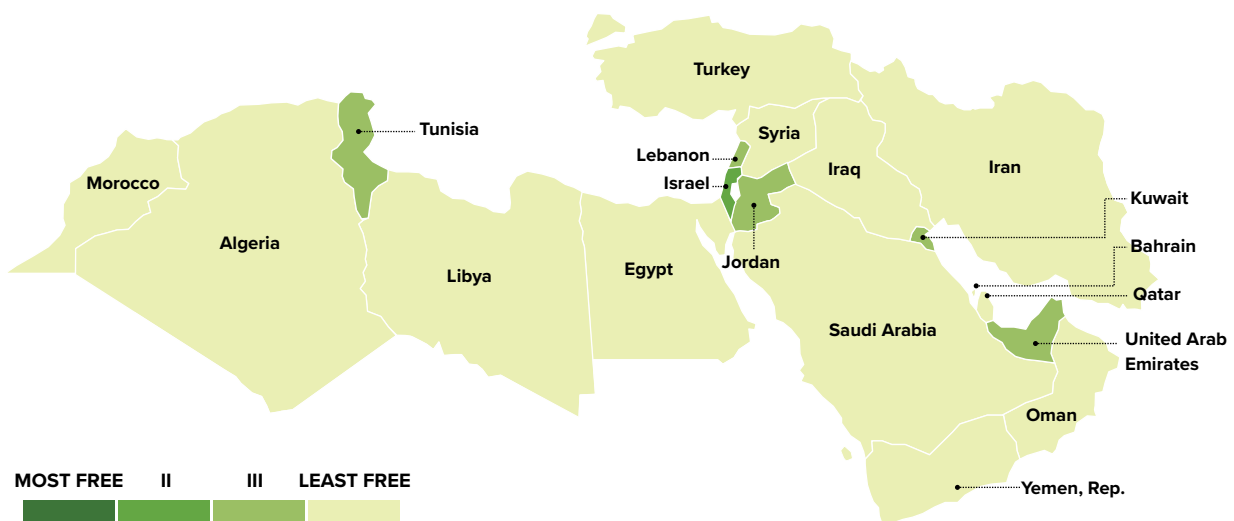 Turkey
Tunisia
Syria
Lebanon
Iraq
Iran
Morocco
Israel
Kuwait
Algeria
Bahrain
Jordan
Egypt
Libya
Qatar
Saudi Arabia
United Arab
Emirates
Oman
MOST FREE II III LEAST FREE
Yemen, Rep.